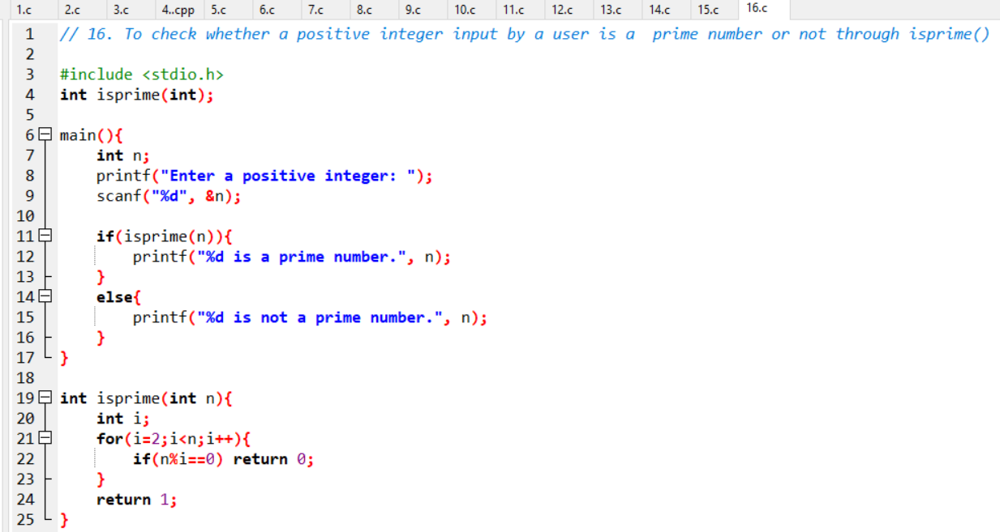 1.c 2.c 3.c 4..cpp 5.c 6.c 7.c 8.c 9.c 10.c 11.c 12.c 13.c 14.c 15.c 16.c
1 // 16. To check whether a positive integer input by a user is a  prime number or not through isprime()
2
3 #include <stdio.h>
4 int isprime(int);
5
6 main(){
7     int n;
8     printf("Enter a positive integer: ");
9     scanf("%d", &n);
10
11     if(isprime(n)){
12         printf("%d is a prime number.", n);
13     }
14     else{
15         printf("%d is not a prime number.", n);
16     }
17 }
18
19 int isprime(int n){
20     int i;
21     for(i=2;i<n;i++){
22         if(n%i==0) return 0;
23     }
24     return 1;
25 }